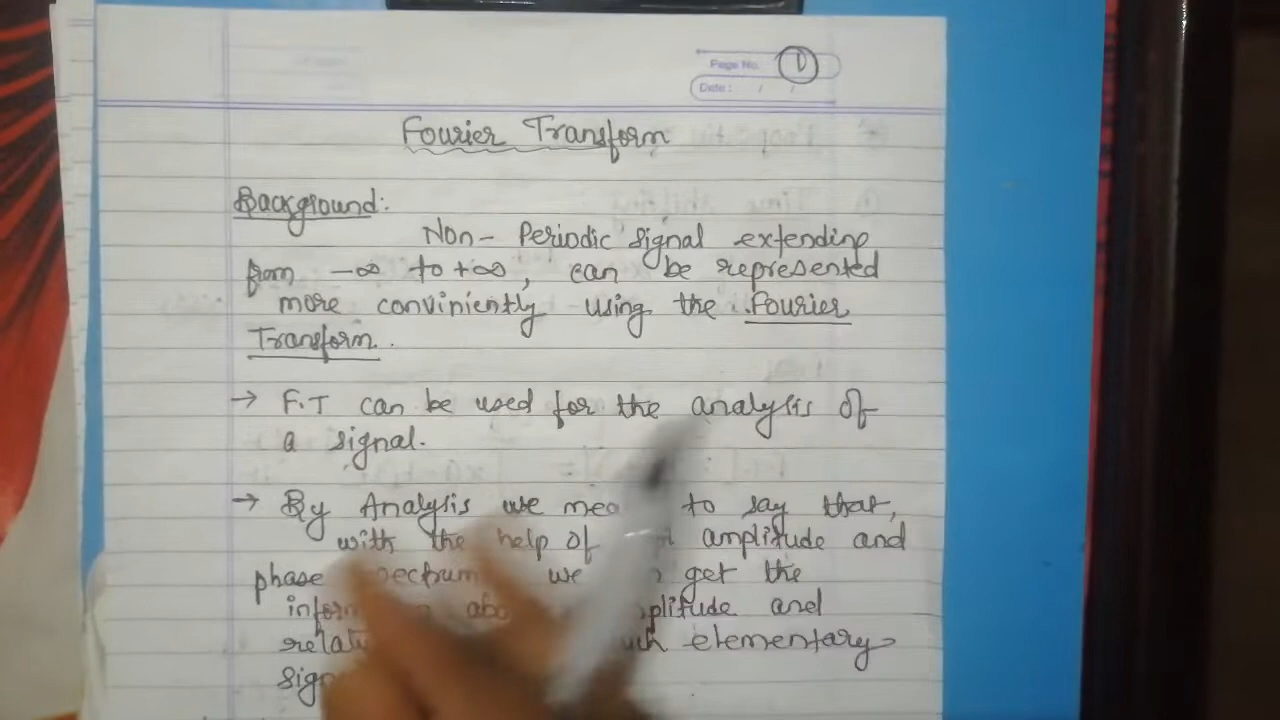 Page No. 1
Date: / /
Fourier Transform
Background:
Non-Periodic signal extending
from -∞ to +∞, can be represented
more conviniently using the Fourier
Transform.
→ F.T can be used for the analysis of
a signal.
→ By Analysis we to say that,
with the help of amplitude and
phase we get the
and
elementary